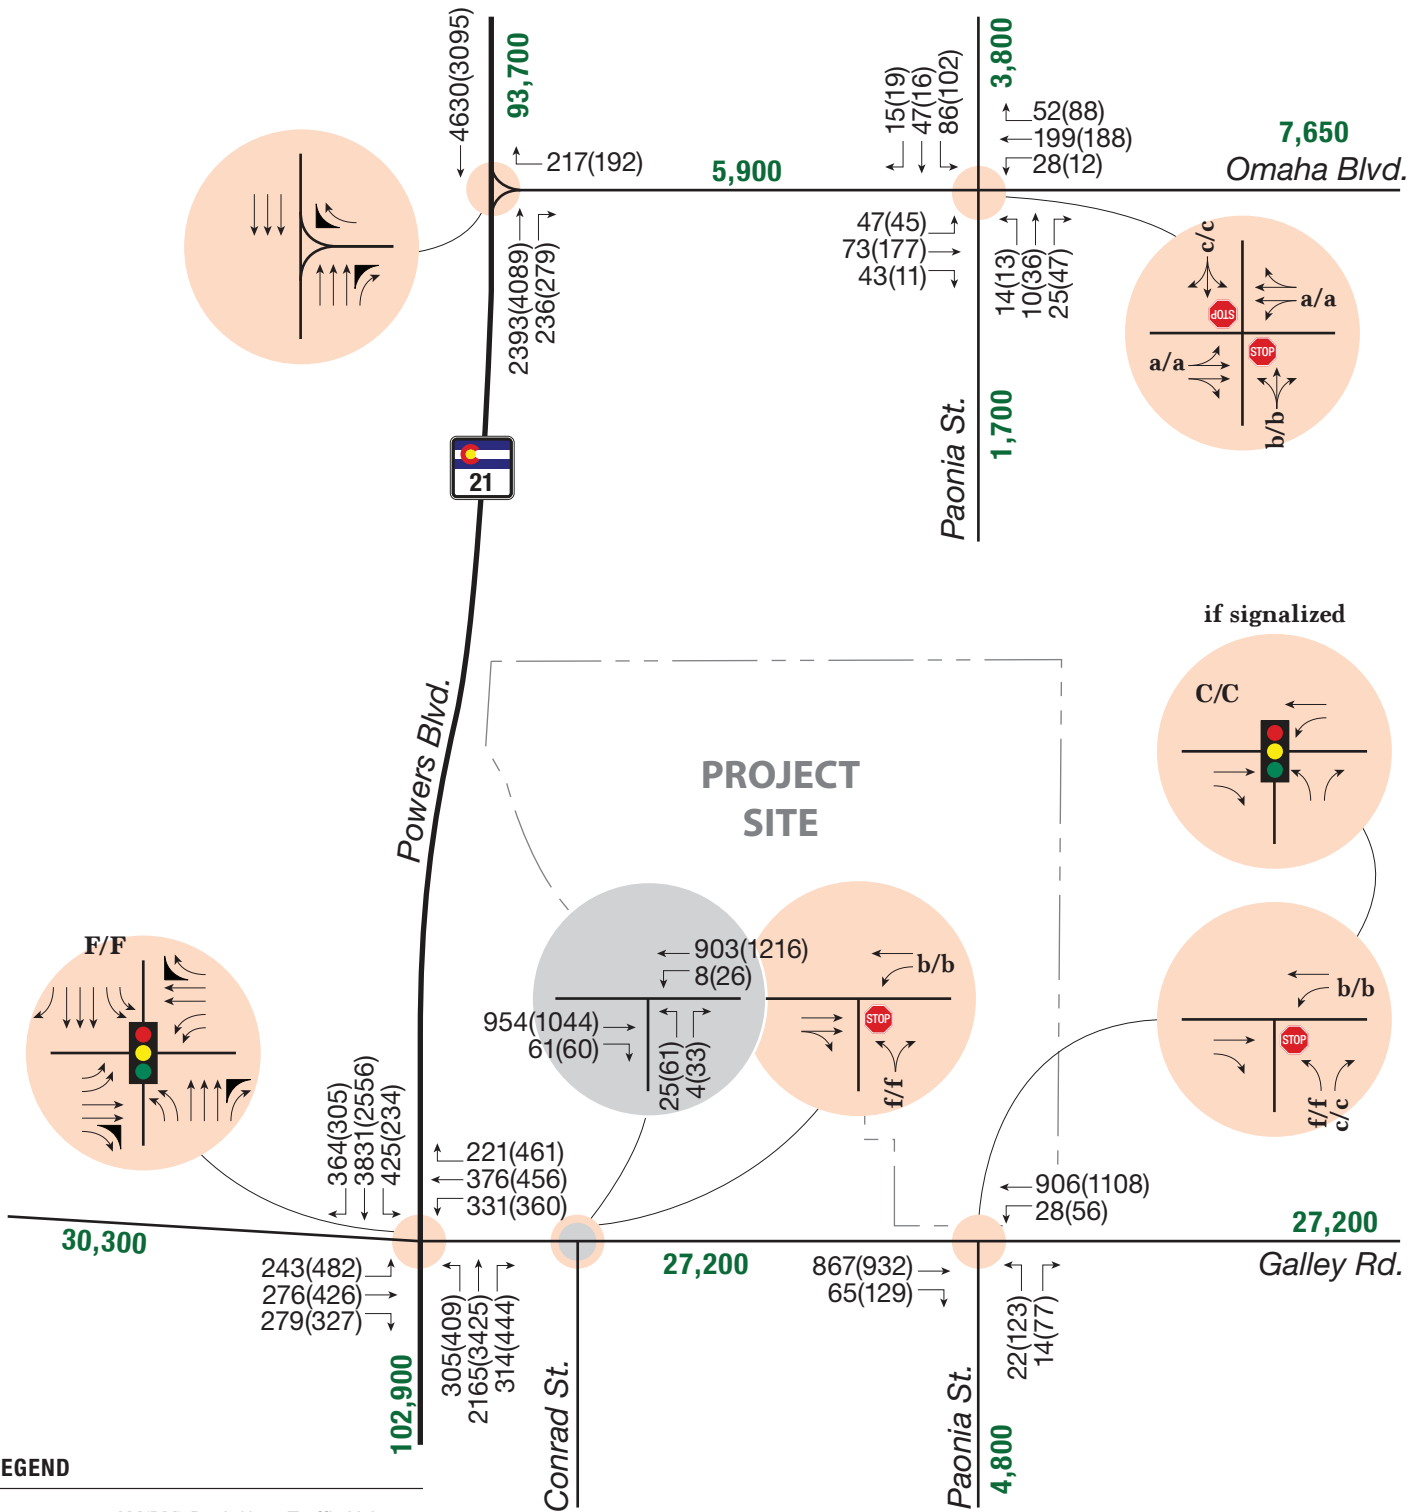 4630(3095)
93,700
217(192)
2393(4089)
236(279)
5,900
15(19)
47(16)
86(102)
3,800
52(88)
199(188)
28(12)
7,650
Omaha Blvd.
47(45)
73(177)
43(11)
14(13)
10(36)
25(47)
c/c
STOP
a/a
a/a
STOP
b/b
Paonia St.
1,700
21
Powers Blvd.
if signalized
C/C
PROJECT
SITE
903(1216)
8(26)
954(1044)
61(60)
25(61)
4(33)
b/b
STOP
f/f
b/b
STOP
f/f
c/c
F/F
364(305)
3831(2556)
425(234)
221(461)
376(456)
331(360)
30,300
243(482)
276(426)
279(327)
305(409)
2165(3425)
314(444)
102,900
27,200
Conrad St.
906(1108)
28(56)
867(932)
65(129)
22(123)
14(77)
27,200
Galley Rd.
Paonia St.
4,800
EGEND